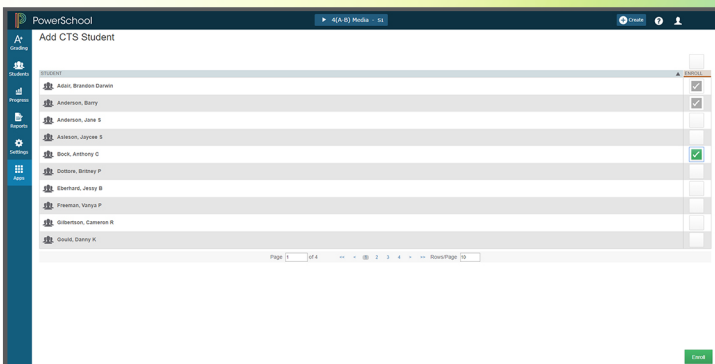 PowerSchool
4(A-B) Media - S1
Create
Grading
Students
Progress
Reports
Settings
Apps
Add CTS Student
STUDENT ENROLL
Adair, Brandon Darwin
Anderson, Barry
Anderson, Jane S
Asleson, Jaycee S
Bock, Anthony C
Dottore, Britney P
Eberhard, Jessy B
Freeman, Vanya P
Gilbertson, Cameron R
Gould, Danny K
Page 1 of 4 << < 1 2 3 4 > >> Rows/Page 10
Enroll